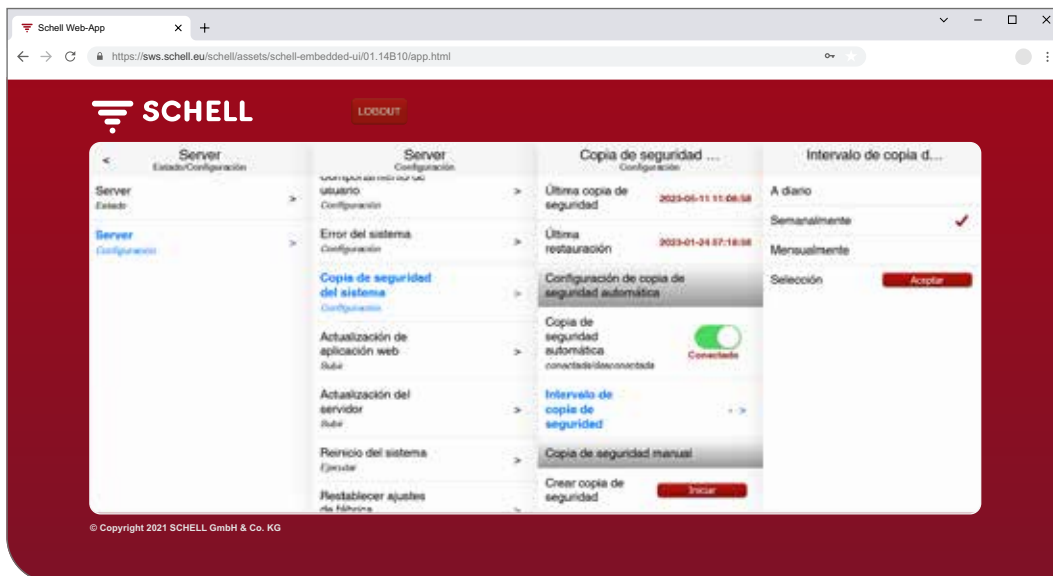 Schell Web-App
https://sws.schell.eu/schell/assets/schell-embedded-ui/01.14B10/app.html
SCHELL
LOGOUT
< Server
Estado/Configuración
Server
Estado
>
Server
Configuración
>
Server
Configuración
Comportamiento de
usuario
Configuración
>
Error del sistema
Configuración
>
Copia de seguridad
del sistema
Configuración
>
Actualización de
aplicación web
Subir
>
Actualización del
servidor
Subir
>
Reinicio del sistema
Ejecutar
>
Restablecer ajustes
de fábrica
>
Copia de seguridad ...
Configuración
Última copia de
seguridad
Última
restauración
Configuración de copia de
seguridad automática
Copia de
seguridad
automática
conectada/desconectada
Conectado
Intervalo de
copia de
seguridad
- >
Copia de seguridad manual
Crear copia de
seguridad
Iniciar
Intervalo de copia d...
A diario
Semanalmente
Mensualmente
Selección
Aceptar
© Copyright 2021 SCHELL GmbH & Co. KG